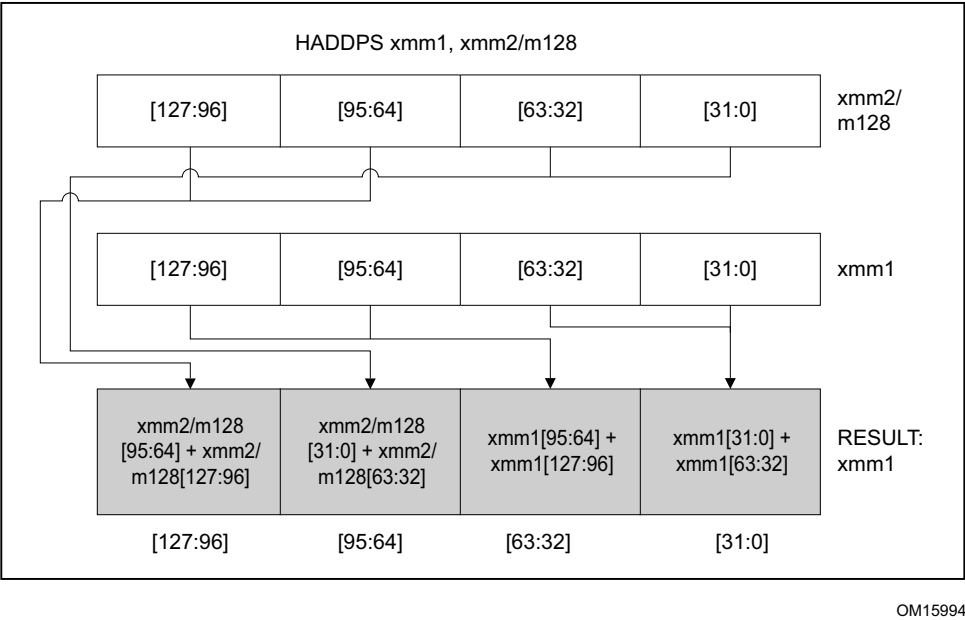 HADDPS xmm1, xmm2/m128
[127:96] [95:64] [63:32] [31:0]
xmm2/
m128
[127:96] [95:64] [63:32] [31:0] xmm1
xmm2/m128
[95:64] + xmm2/
m128[127:96]
xmm2/m128
[31:0] + xmm2/
m128[63:32]
xmm1[95:64] +
xmm1[127:96]
xmm1[31:0] +
xmm1[63:32]
RESULT:
xmm1
[127:96] [95:64] [63:32] [31:0]
OM15994